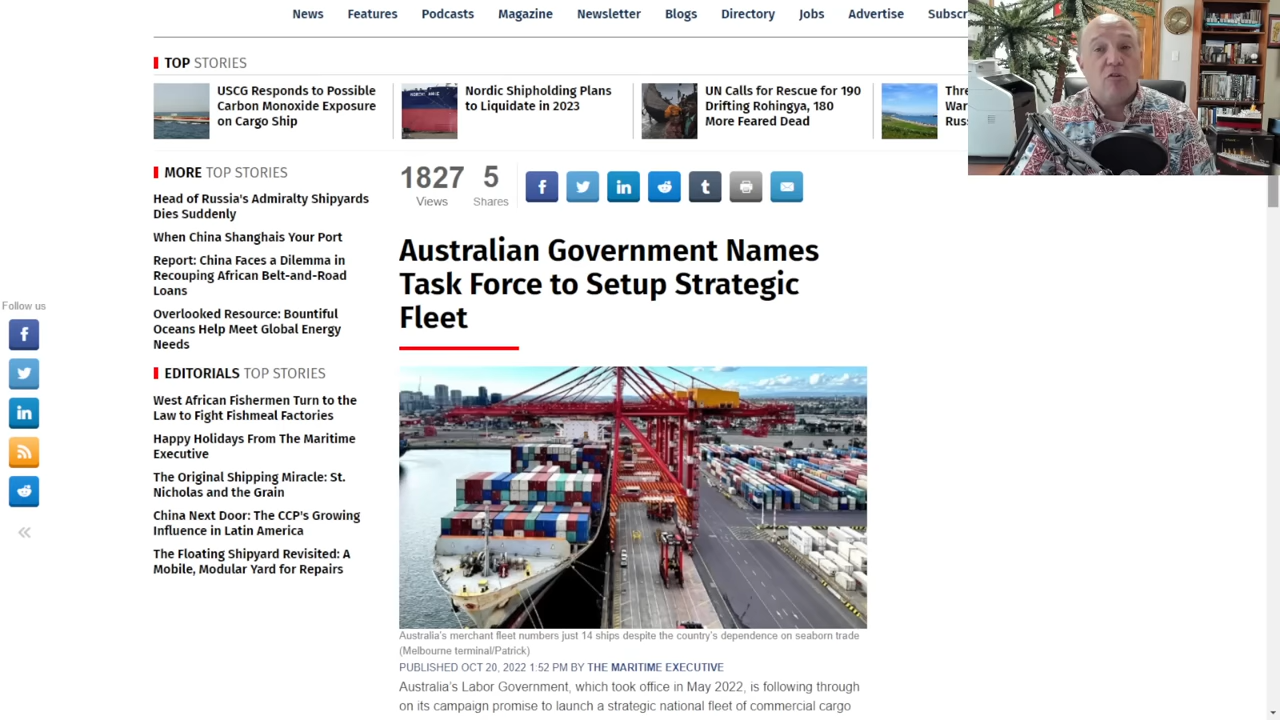 News Features Podcasts Magazine Newsletter Blogs Directory Jobs Advertise
TOP STORIES
USCG Responds to Possible
Carbon Monoxide Exposure
on Cargo Ship
Nordic Shipholding Plans
to Liquidate in 2023
UN Calls for Rescue for 190
Drifting Rohingya, 180
More Feared Dead
MORE TOP STORIES
Head of Russia's Admiralty Shipyards
Dies Suddenly
When China Shanghais Your Port
Report: China Faces a Dilemma in
Recouping African Belt-and-Road
Loans
Overlooked Resource: Bountiful
Oceans Help Meet Global Energy
Needs
EDITORIALS TOP STORIES
West African Fishermen Turn to the
Law to Fight Fishmeal Factories
Happy Holidays From The Maritime
Executive
The Original Shipping Miracle: St.
Nicholas and the Grain
China Next Door: The CCP's Growing
Influence in Latin America
The Floating Shipyard Revisited: A
Mobile, Modular Yard for Repairs
Follow us
1827 5
Views Shares
Australian Government Names
Task Force to Setup Strategic
Fleet
Australia's merchant fleet numbers just 14 ships despite the country's dependence on seaborn trade
(Melbourne terminal/Patrick)
PUBLISHED OCT 20, 2022 1:52 PM BY THE MARITIME EXECUTIVE
Australia's Labor Government, which took office in May 2022, is following through
on its campaign promise to launch a strategic national fleet of commercial cargo